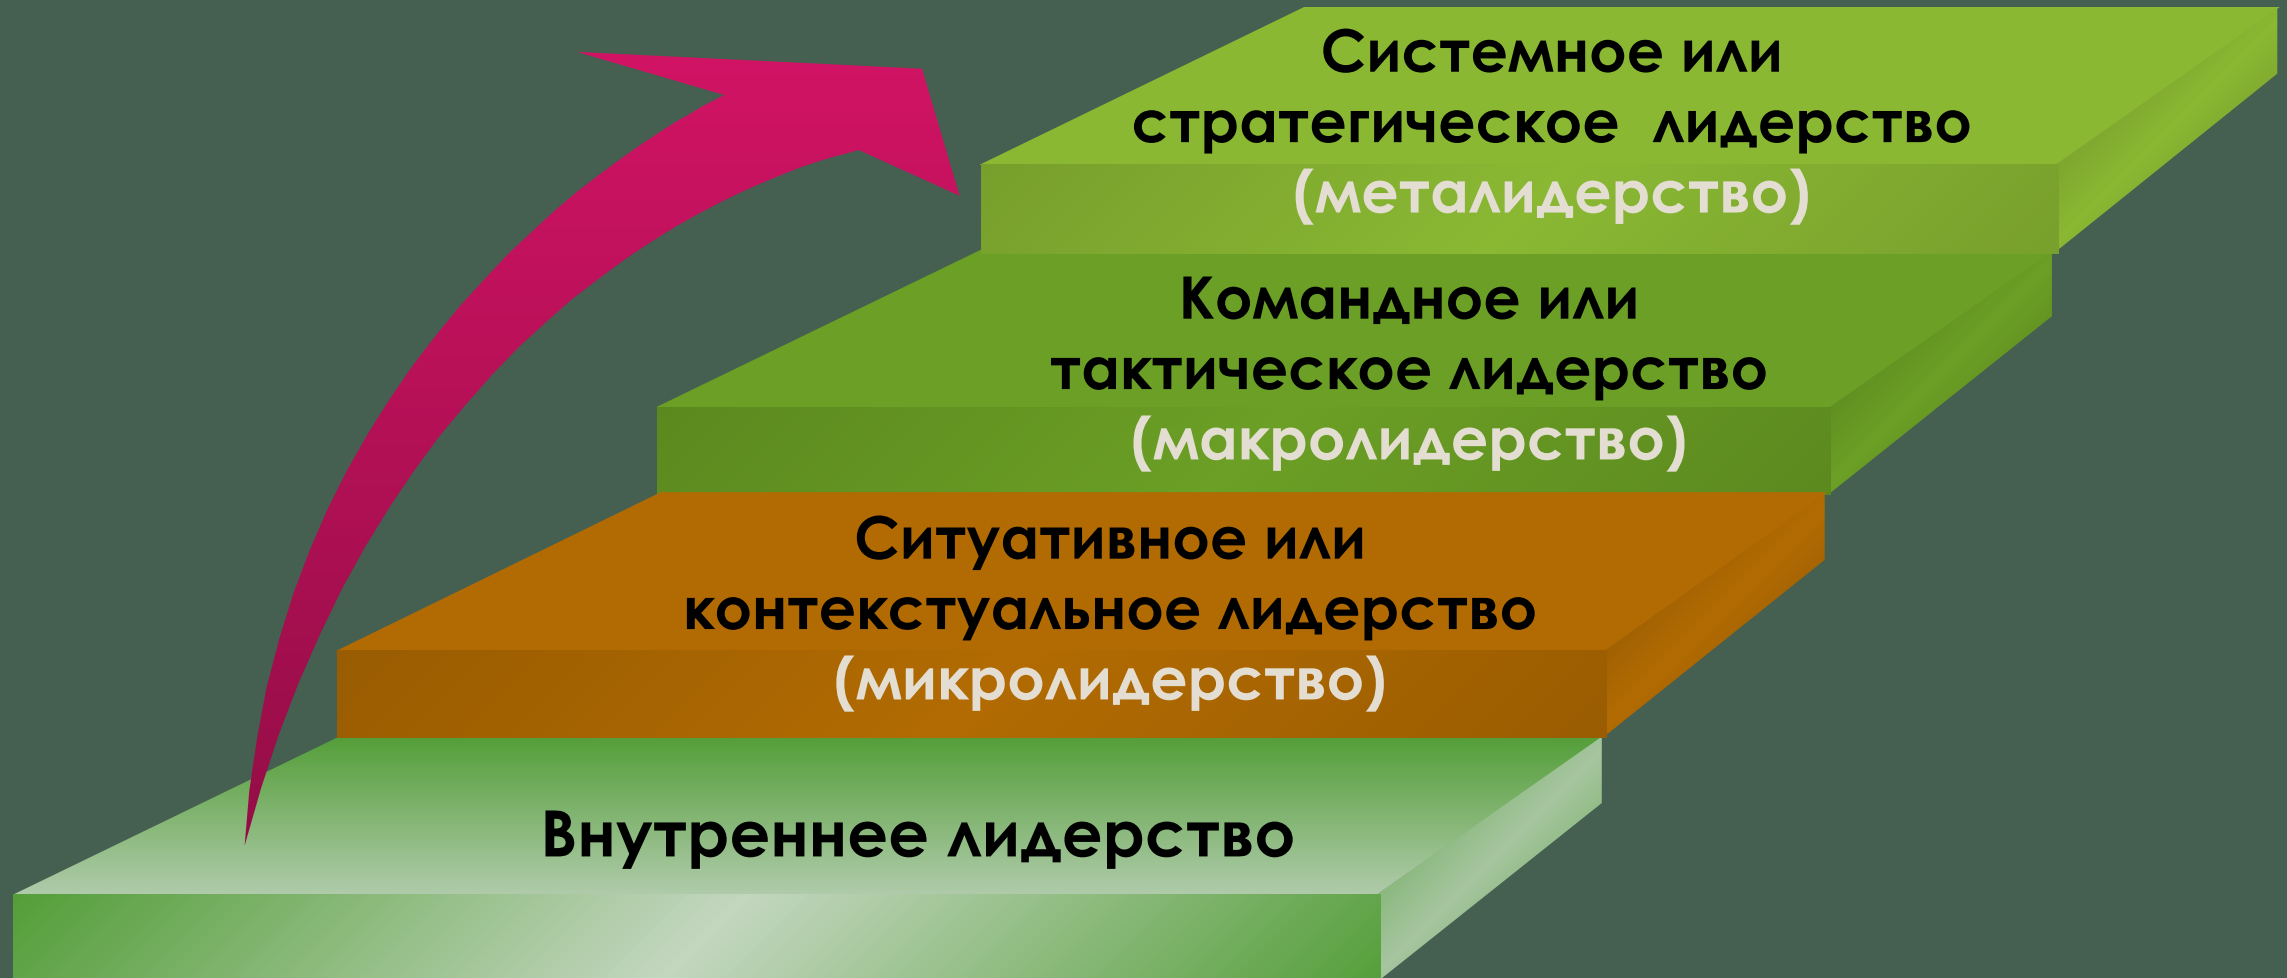 Системное или
стратегическое лидерство
(металидерство)
Командное или
тактическое лидерство
(макролидерство)
Ситуативное или
контекстуальное лидерство
(микролидерство)
Внутреннее лидерство